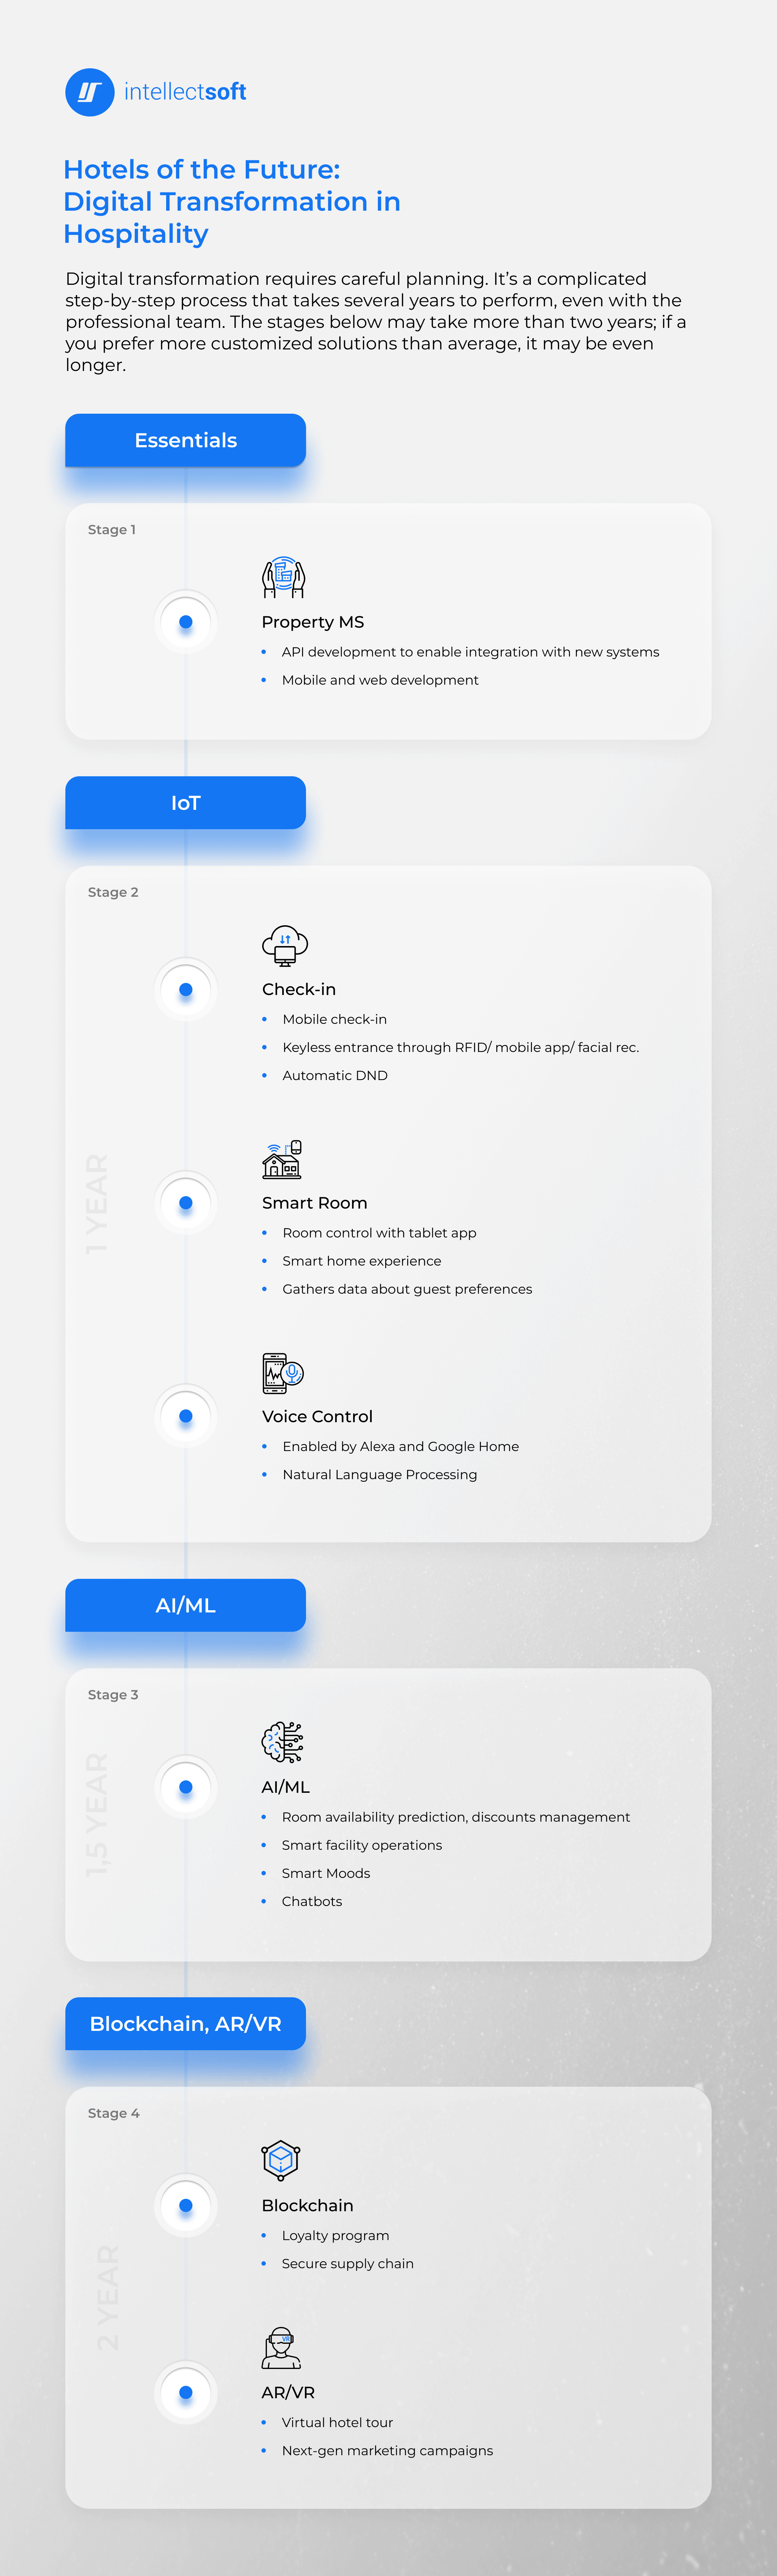 intellectsoft
Hotels of the Future:
Digital Transformation in
Hospitality
Digital transformation requires careful planning. It's a complicated
step-by-step process that takes several years to perform, even with the
professional team. The stages below may take more than two years; if a
you prefer more customized solutions than average, it may be even
longer.
Essentials
Stage 1
Property MS
API development to enable integration with new systems
Mobile and web development
IoT
Stage 2
Check-in
Mobile check-in
Keyless entrance through RFID/ mobile app/ facial rec.
Automatic DND
1 YEAR
Smart Room
Room control with tablet app
Smart home experience
Gathers data about guest preferences
Voice Control
Enabled by Alexa and Google Home
Natural Language Processing
AI/ML
Stage 3
1,5 YEAR
AI/ML
Room availability prediction, discounts management
Smart facility operations
Smart Moods
Chatbots
Blockchain, AR/VR
Stage 4
Blockchain
Loyalty program
Secure supply chain
2 YEAR
VR
AR/VR
Virtual hotel tour
Next-gen marketing campaigns